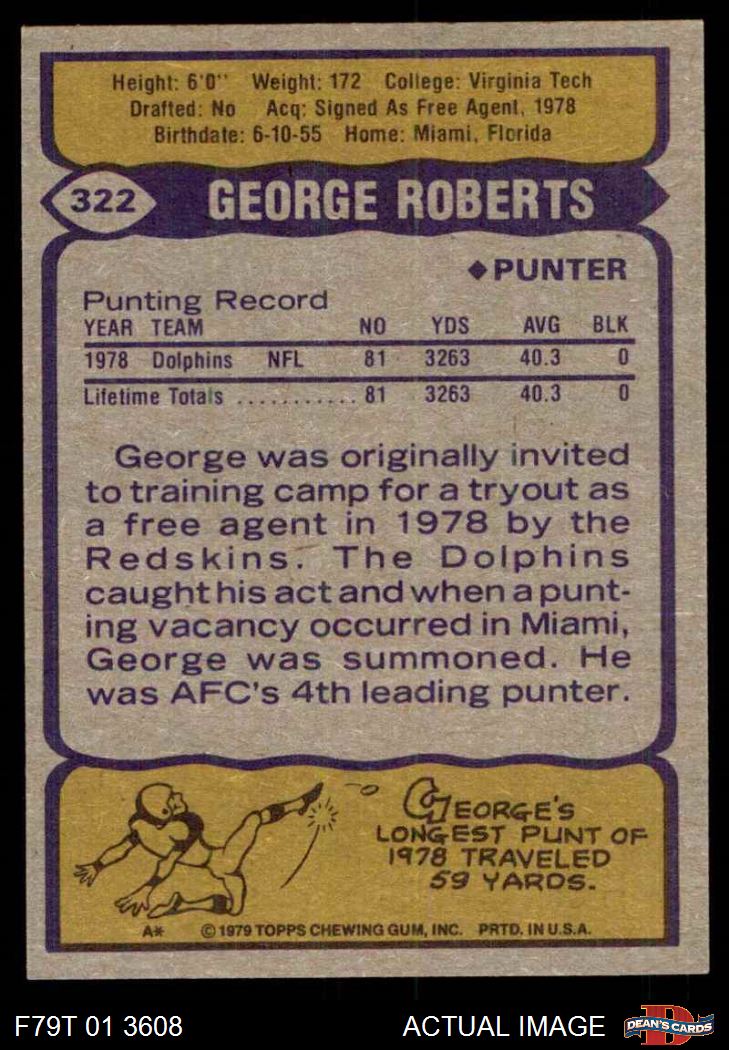 Height: 6'0" Weight: 172 College: Virginia Tech
Drafted: No Acq: Signed As Free Agent, 1978
Birthdate: 6-10-55 Home: Miami, Florida
322 GEORGE ROBERTS
◆PUNTER
Punting Record
YEAR TEAM NO YDS AVG BLK
1978 Dolphins NFL 81 3263 40.3 0
Lifetime Totals ........... 81 3263 40.3 0
George was originally invited
to training camp for a tryout as
a free agent in 1978 by the
Redskins. The Dolphins
caught his act and when a punt-
ing vacancy occurred in Miami,
George was summoned. He
was AFC's 4th leading punter.
GEORGE'S
LONGEST PUNT OF
1978 TRAVELED
59 YARDS.
A* ©1979 TOPPS CHEWING GUM, INC. PRTD. IN U.S.A.
F79T 01 3608 ACTUAL IMAGE D DEAN'S CARDS